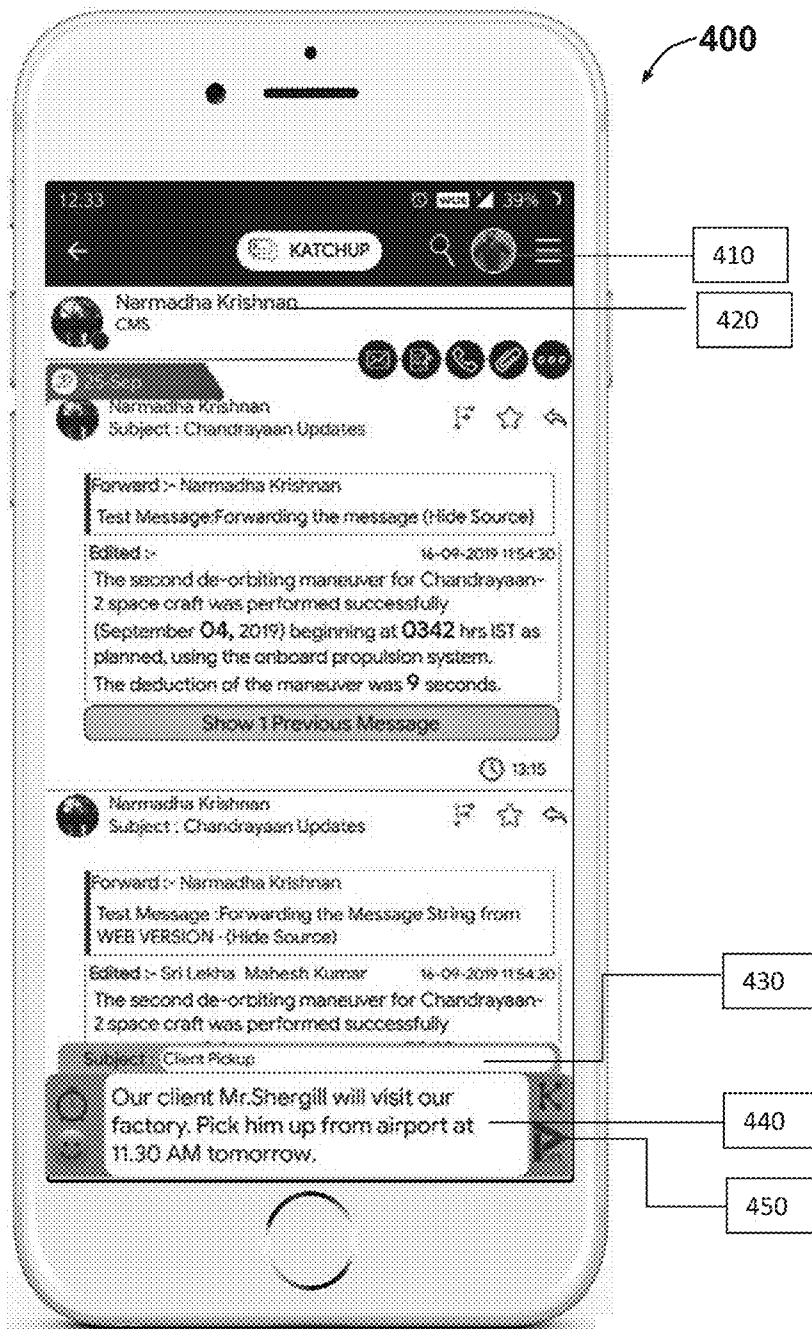 400
12:33
39%
KATCHUP
410
Narmadha Krishnan
CMS
420
Narmadha Krishnan
Subject : Chandrayaan Updates
Forward :- Narmadha Krishnan
Test Message:Forwarding the message (Hide Source)
Edited :- 16-09-2019 11:54:30
The second de-orbiting maneuver for Chandrayaan-
2 space craft was performed successfully
(September 04, 2019) beginning at 0342 hrs IST as
planned, using the onboard propulsion system.
The deduction of the maneuver was 9 seconds.
Show 1 Previous Message
13:15
Narmadha Krishnan
Subject : Chandrayaan Updates
Forward :- Narmadha Krishnan
Test Message :Forwarding the Message String from
WEB VERSION - (Hide Source)
Edited :- Sri Lekha Mahesh Kumar 16-09-2019 11:54:30
The second de-orbiting maneuver for Chandrayaan-
2 space craft was performed successfully
430
Subject : Client Pickup
Our client Mr.Shergill will visit our
factory. Pick him up from airport at
11.30 AM tomorrow.
K
440
450